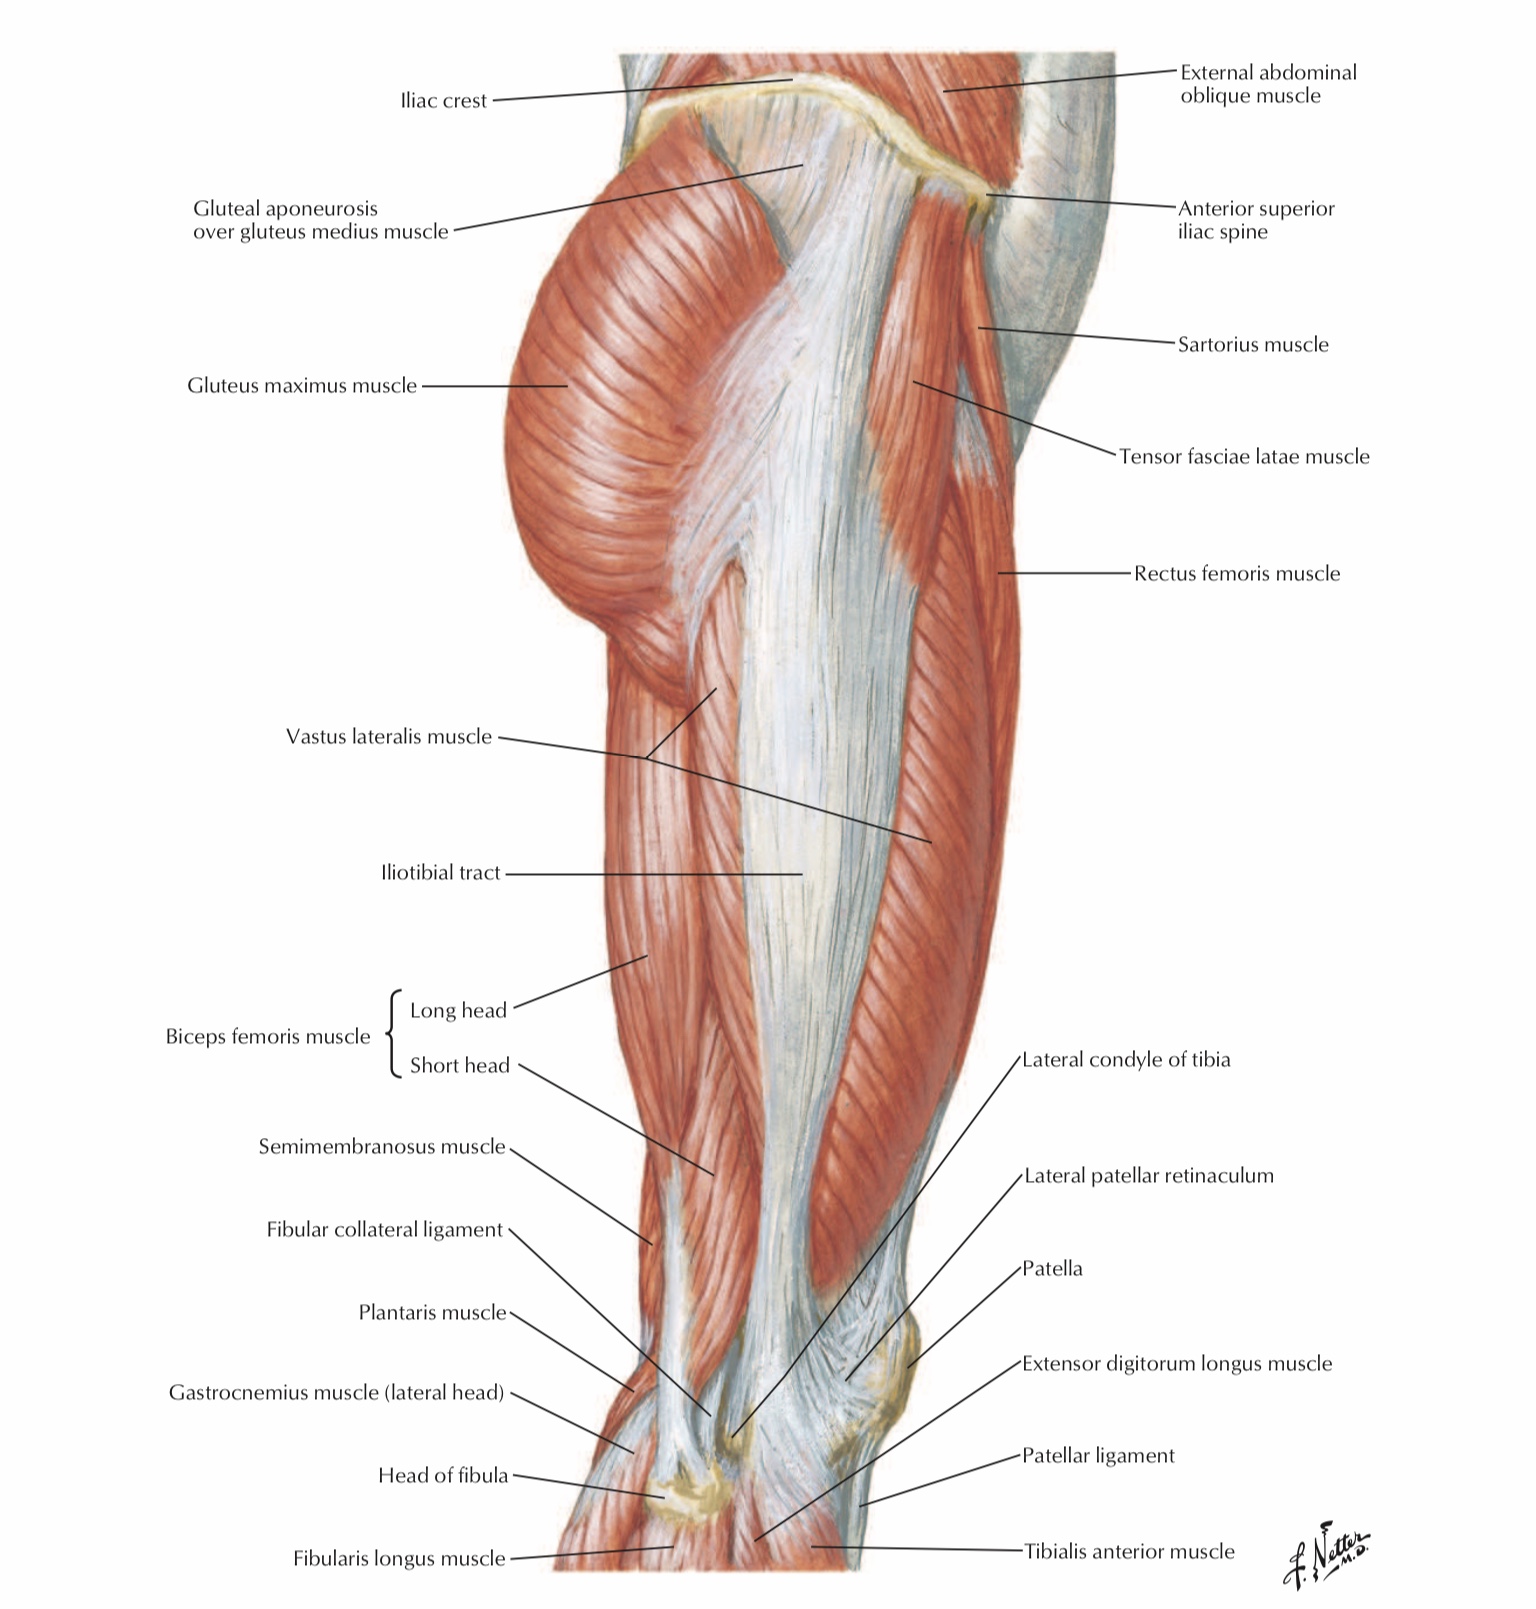 Iliac crest
External abdominal
oblique muscle
Gluteal aponeurosis
over gluteus medius muscle
Anterior superior
iliac spine
Sartorius muscle
Gluteus maximus muscle
Tensor fasciae latae muscle
Rectus femoris muscle
Vastus lateralis muscle
Iliotibial tract
Biceps femoris muscle
Long head
Short head
Lateral condyle of tibia
Semimembranosus muscle
Lateral patellar retinaculum
Fibular collateral ligament
Patella
Plantaris muscle
Extensor digitorum longus muscle
Gastrocnemius muscle (lateral head)
Patellar ligament
Head of fibula
Tibialis anterior muscle
Fibularis longus muscle
F. Netter
M.D.